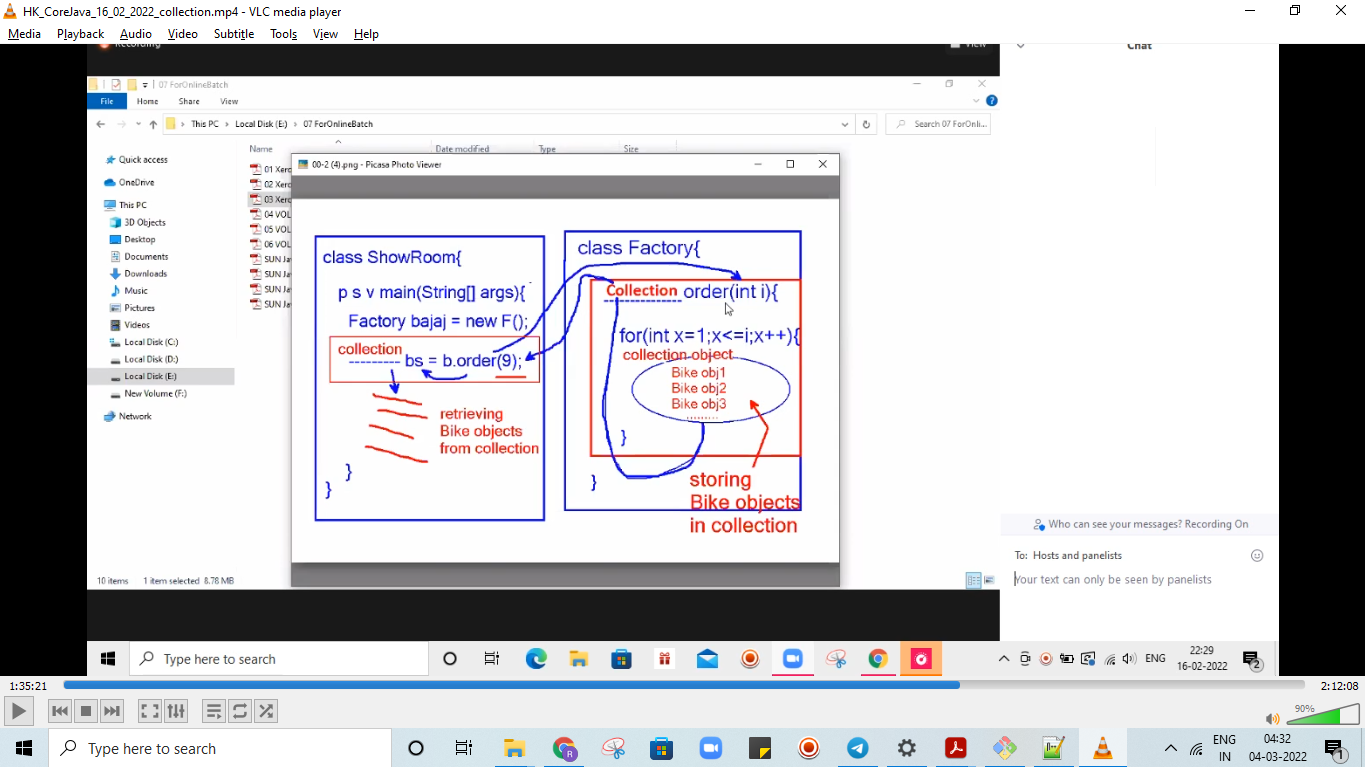 HK_CoreJava_16_02_2022_collection.mp4 - VLC media player
Media Playback Audio Video Subtitle Tools View Help
Recording
View
Chat
07 ForOnlineBatch
File Home Share View
This PC > Local Disk (E:) > 07 ForOnlineBatch
Search 07 ForOnli...
Name Date modified Type Size
Quick access
OneDrive
This PC
3D Objects
Desktop
Documents
Downloads
Music
Pictures
Videos
Local Disk (C:)
Local Disk (D:)
Local Disk (E:)
New Volume (F:)
Network
01 Xero
02 Xero
03 Xero
04 VOL
05 VOL
06 VOL
SUN Ja
SUN Ja
SUN Ja
SUN Ja
00-2 (4).png - Picasa Photo Viewer
class ShowRoom{
p s v main(String[] args){
Factory bajaj = new F();
collection
--------- bs = b.order(9);
retrieving
Bike objects
from collection
}
}
class Factory{
Collection order(int i){
for(int x=1;x<=i;x++){
collection object
Bike obj1
Bike obj2
Bike obj3
........
}
}
storing
Bike objects
in collection
10 items 1 item selected 8.78 MB
Who can see your messages? Recording On
To: Hosts and panelists
Your text can only be seen by panelists
Type here to search
ENG
22:29
16-02-2022
2
1:35:21
2:12:08
90%
Type here to search
ENG
IN
04:32
04-03-2022
1